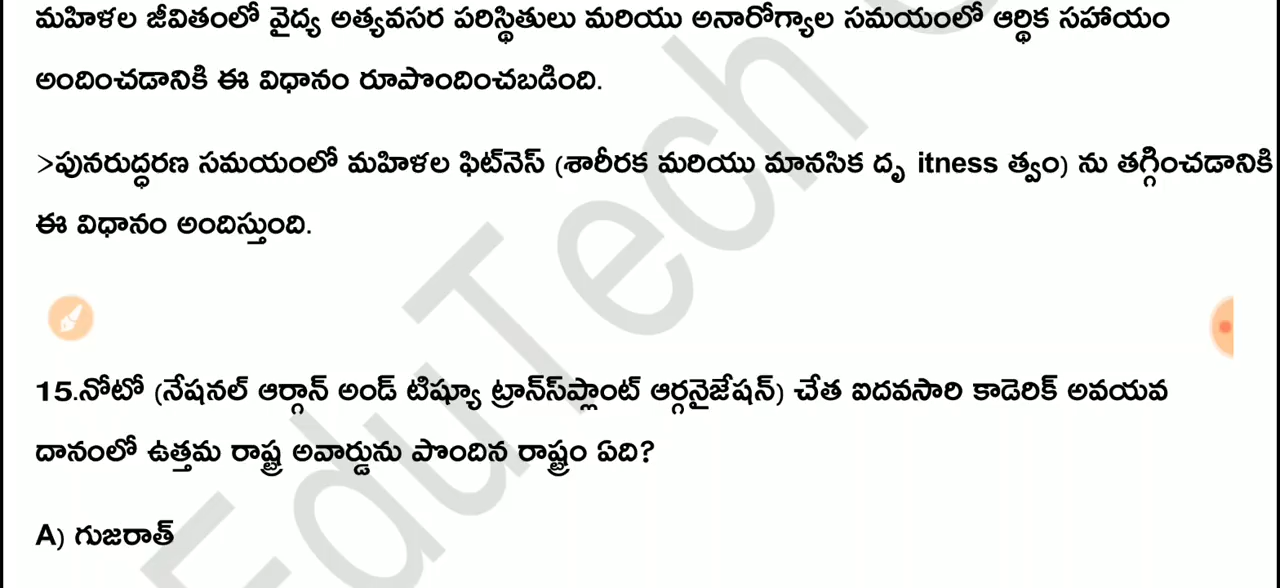 మహిళల జీవితంలో వైద్య అత్యవసర పరిస్థితులు మరియు అనారోగ్యాల సమయంలో ఆర్థిక సహాయం
అందించడానికి ఈ విధానం రూపొందించబడింది.
>పునరుద్ధరణ సమయంలో మహిళల ఫిట్‌నెస్ (శారీరక మరియు మానసిక దృ itness త్వం) ను తగ్గించడానికి
ఈ విధానం అందిస్తుంది.
15.నోటో (నేషనల్ ఆర్గాన్ అండ్ టిష్యూ ట్రాన్స్‌ప్లాంట్ ఆర్గనైజేషన్) చేత ఐదవసారి కాడెరిక్ అవయవ
దానంలో ఉత్తమ రాష్ట్ర అవార్డును పొందిన రాష్ట్రం ఏది?
A) గుజరాత్
EduTech